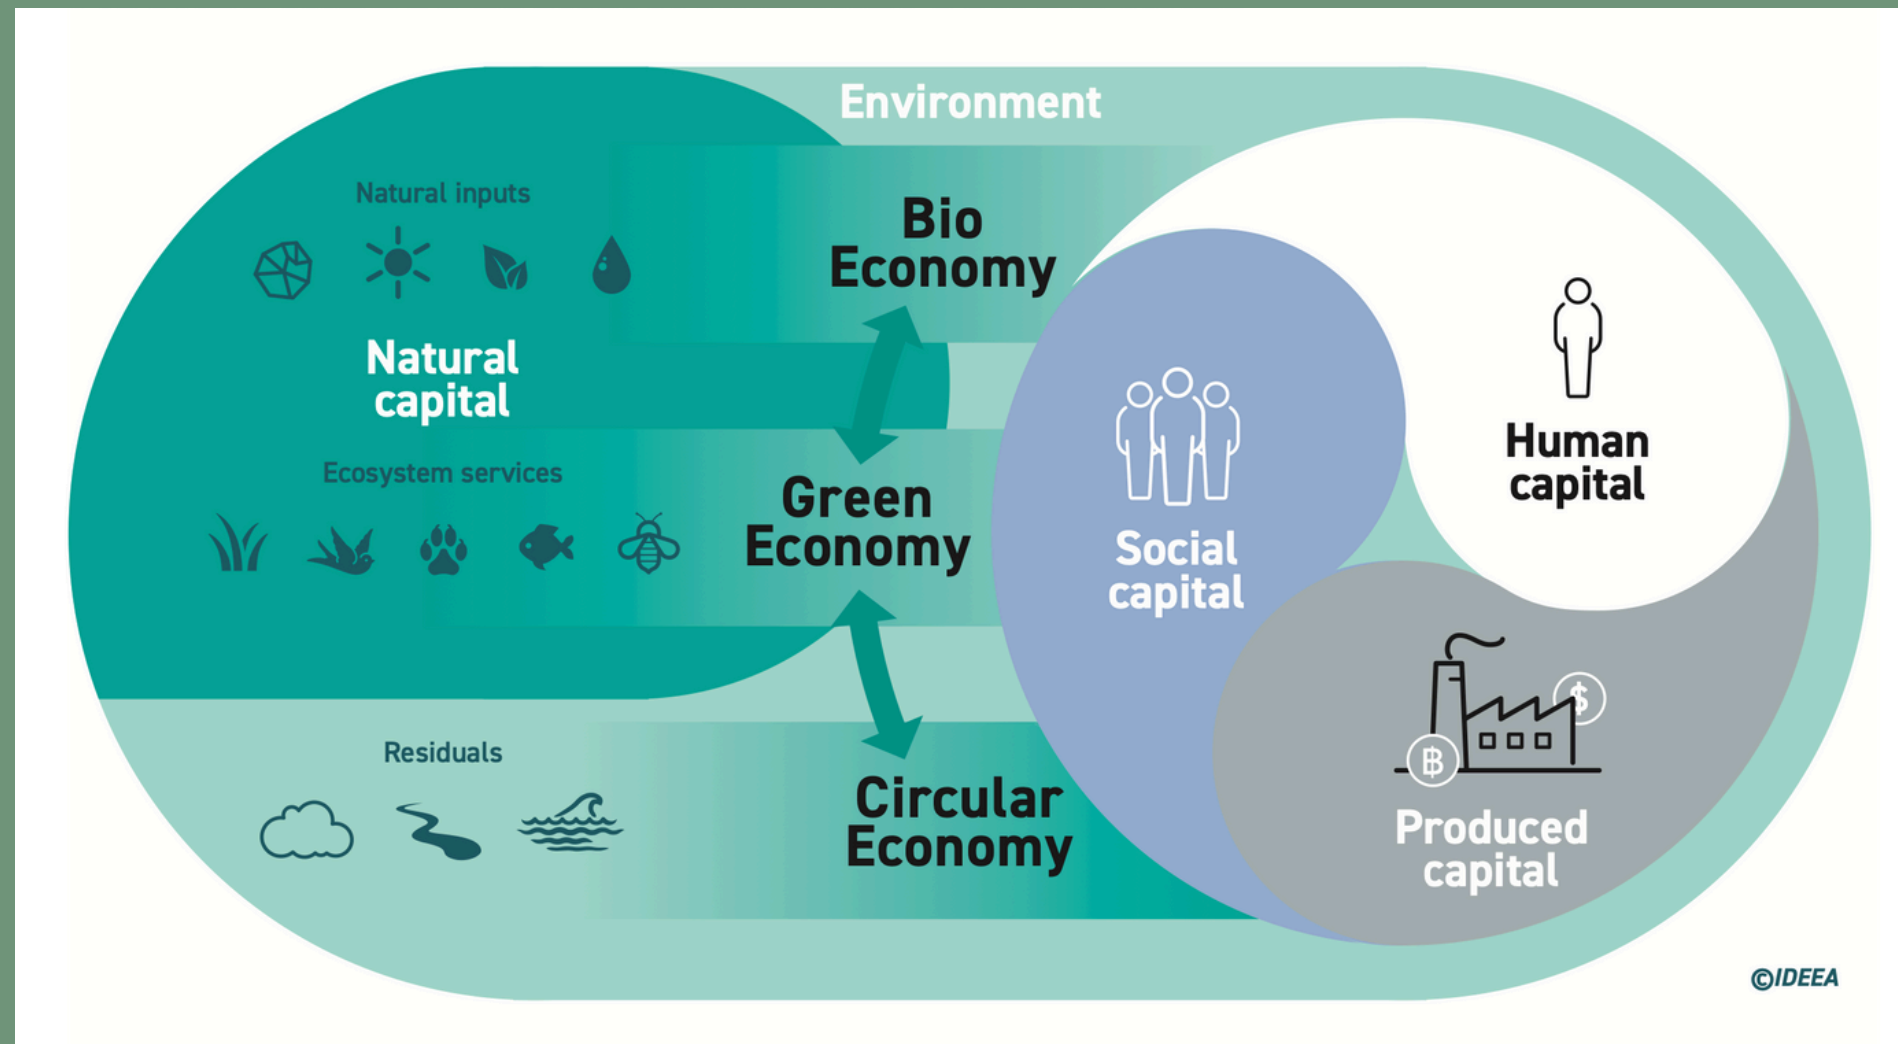 Environment
Natural inputs
Bio
Economy
Natural
capital
Ecosystem services
Green
Economy
Social
capital
Human
capital
Residuals
Circular
Economy
$
฿
Produced
capital
©IDEEA